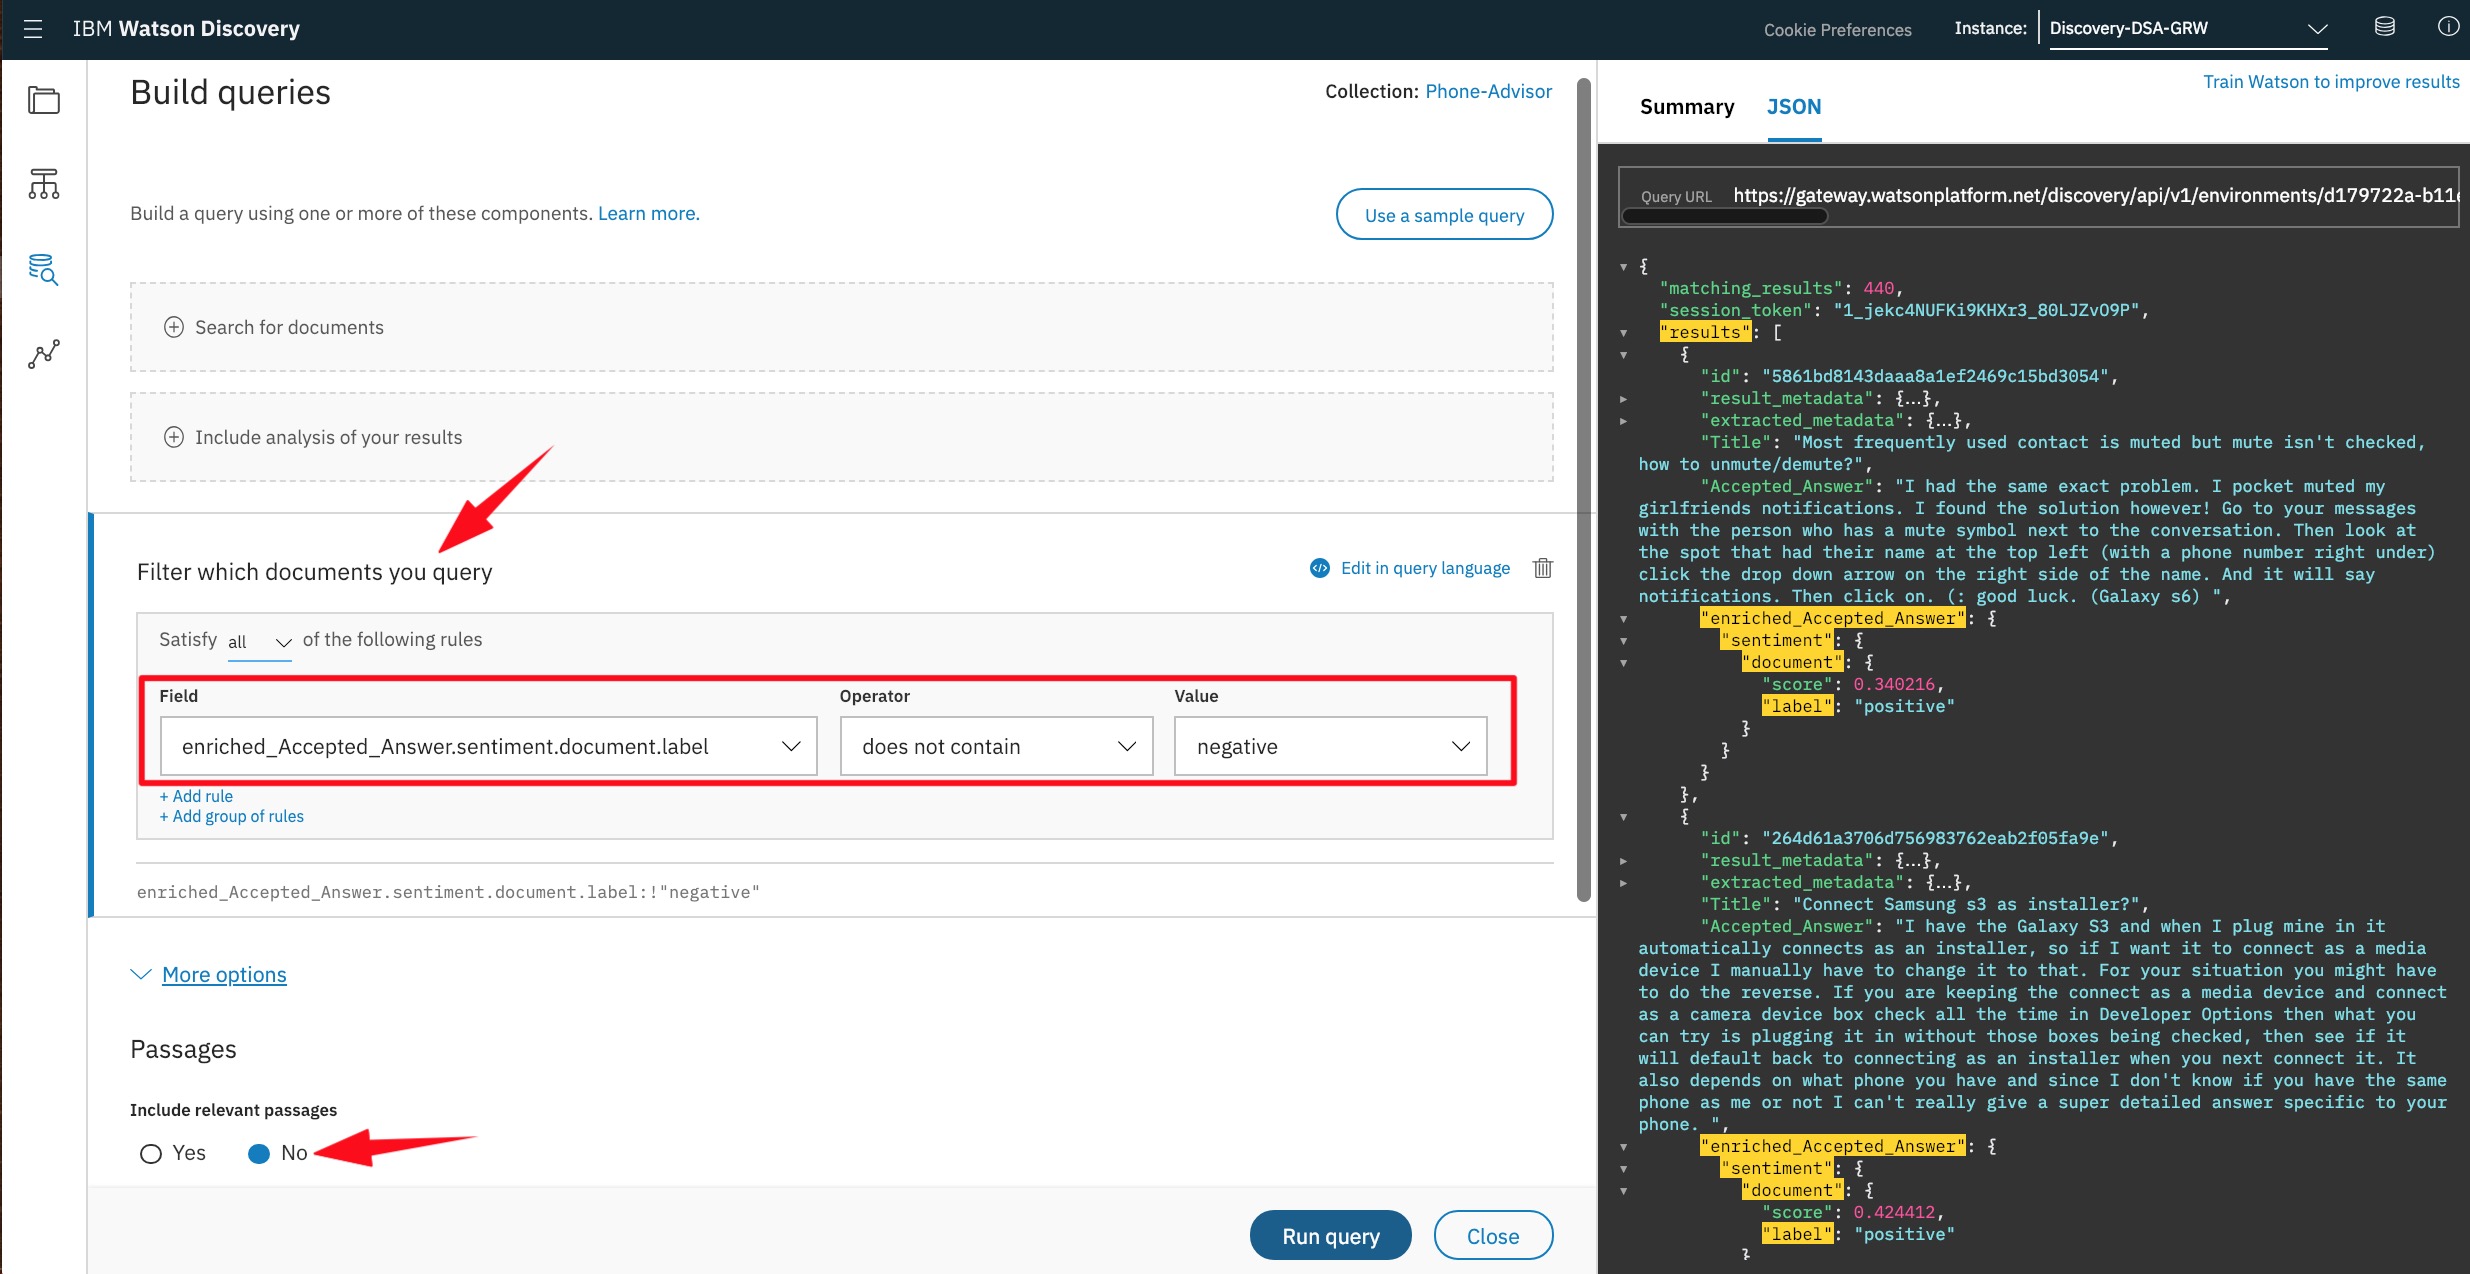 IBM Watson Discovery
Cookie Preferences
Instance:
Discovery-DSA-GRW
Build queries
Collection: Phone-Advisor
Build a query using one or more of these components. Learn more.
Use a sample query
Search for documents
Include analysis of your results
Filter which documents you query
Edit in query language
Satisfy all of the following rules
Field
Operator
Value
enriched_Accepted_Answer.sentiment.document.label
does not contain
negative
+ Add rule
+ Add group of rules
enriched_Accepted_Answer.sentiment.document.label:!"negative"
More options
Passages
Include relevant passages
Yes
No
Run query
Close
Train Watson to improve results
Summary
JSON
Query URL https://gateway.watsonplatform.net/discovery/api/v1/environments/d179722a-b11
{
"matching_results": 440,
"session_token": "1_jekc4NUFKi9KHXr3_80LJZvO9P",
"results": [
{
"id": "5861bd8143daaa8a1ef2469c15bd3054",
"result_metadata": {...},
"extracted_metadata": {...},
"Title": "Most frequently used contact is muted but mute isn't checked,
how to unmute/demute?",
"Accepted_Answer": "I had the same exact problem. I pocket muted my
girlfriends notifications. I found the solution however! Go to your messages
with the person who has a mute symbol next to the conversation. Then look at
the spot that had their name at the top left (with a phone number right under)
click the drop down arrow on the right side of the name. And it will say
notifications. Then click on. (: good luck. (Galaxy s6) ",
"enriched_Accepted_Answer": {
"sentiment": {
"document": {
"score": 0.340216,
"label": "positive"
}
}
}
},
{
"id": "264d61a3706d756983762eab2f05fa9e",
"result_metadata": {...},
"extracted_metadata": {...},
"Title": "Connect Samsung s3 as installer?",
"Accepted_Answer": "I have the Galaxy S3 and when I plug mine in it
automatically connects as an installer, so if I want it to connect as a media
device I manually have to change it to that. For your situation you might have
to do the reverse. If you are keeping the connect as a media device and connect
as a camera device box check all the time in Developer Options then what you
can try is plugging it in without those boxes being checked, then see if it
will default back to connecting as an installer when you next connect it. It
also depends on what phone you have and since I don't know if you have the same
phone as me or not I can't really give a super detailed answer specific to your
phone. ",
"enriched_Accepted_Answer": {
"sentiment": {
"document": {
"score": 0.424412,
"label": "positive"
}